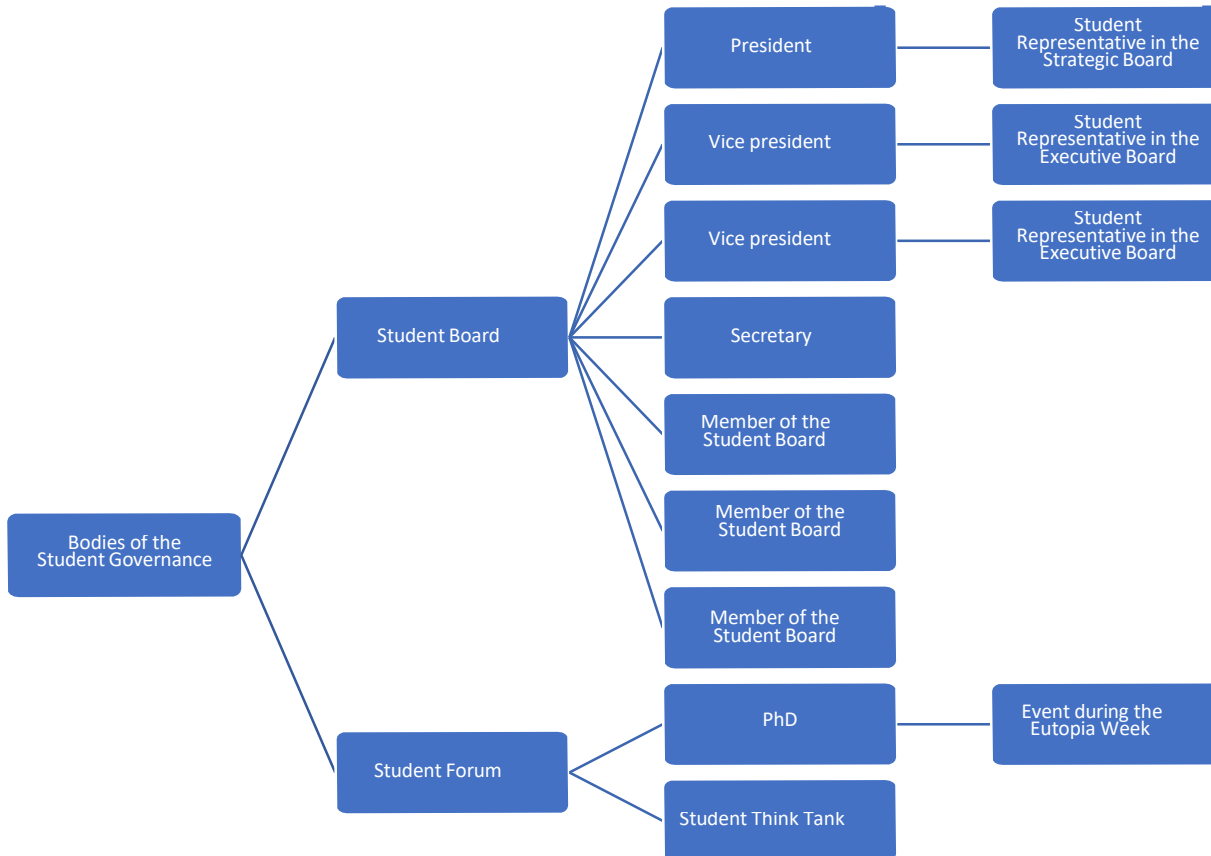 President
Student
Representative in the
Strategic Board
Vice president
Student
Representative in the
Executive Board
Vice president
Student
Representative in the
Executive Board
Student Board
Secretary
Member of the
Student Board
Member of the
Student Board
Bodies of the
Student Governance
Member of the
Student Board
PhD
Event during the
Eutopia Week
Student Forum
Student Think Tank